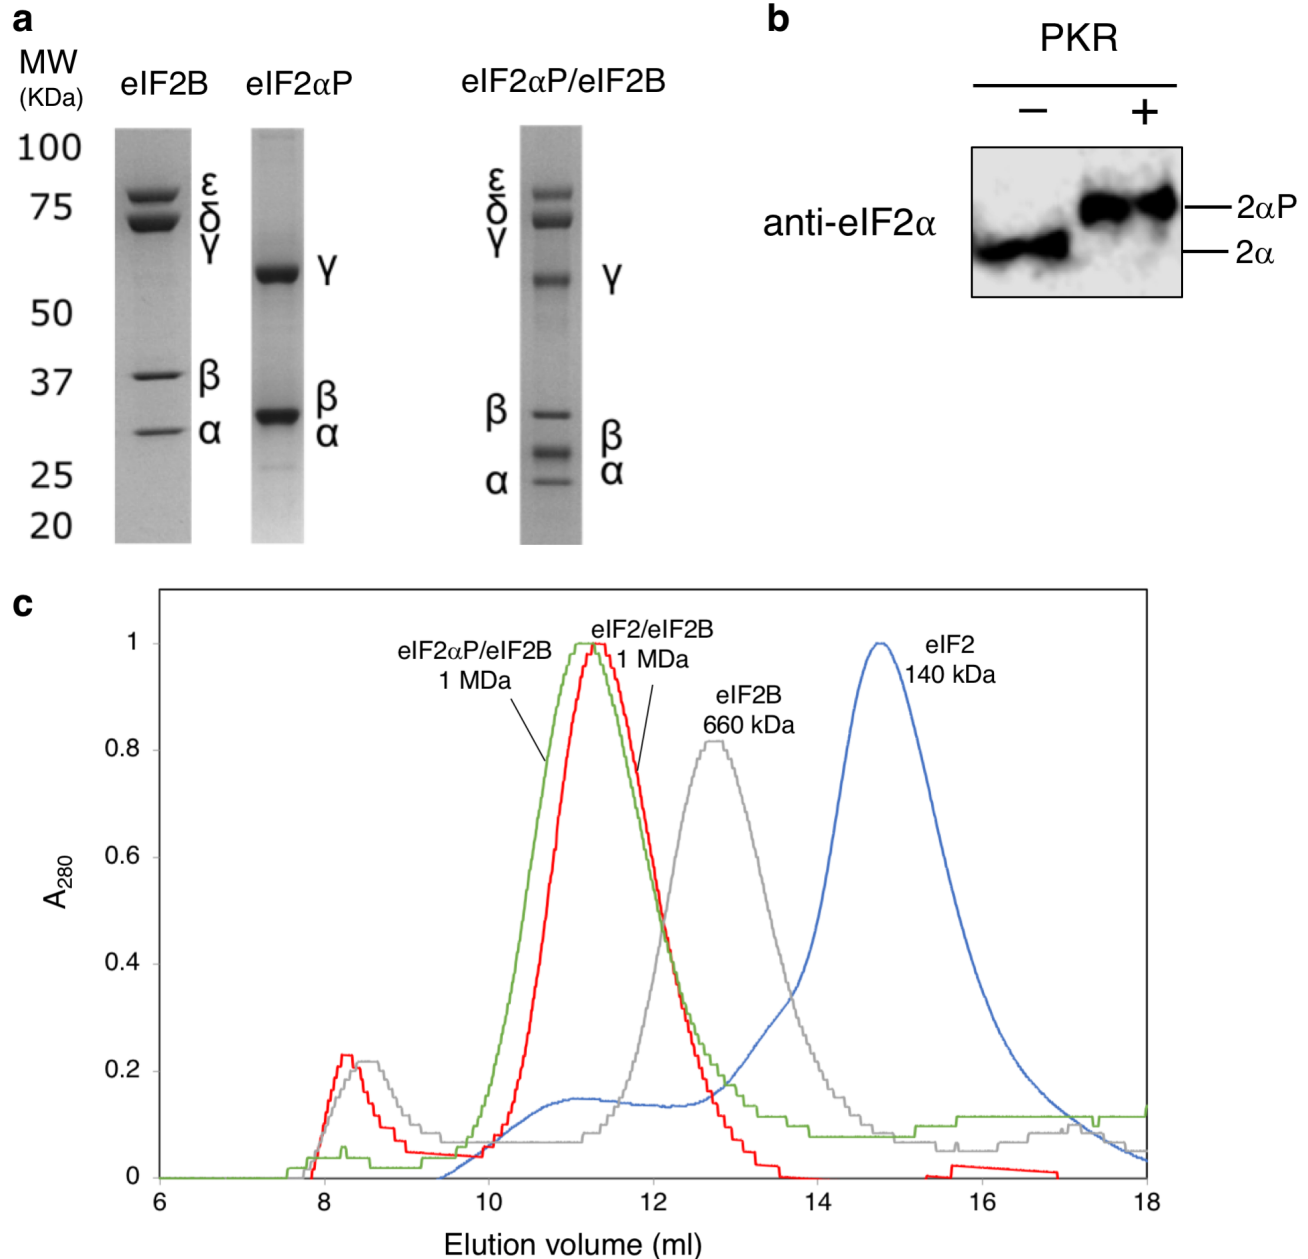 a
MW
(KDa)
eIF2B
eIF2αP
eIF2αP/eIF2B
100
75
50
37
25
20
ε
δ
γ
β
α
γ
β
α
ε
δ
γ
β
α
γ
β
α
b
PKR
− +
anti-eIF2α
2αP
2α
c
eIF2αP/eIF2B
1 MDa
eIF2/eIF2B
1 MDa
eIF2B
660 kDa
eIF2
140 kDa
A280
1
0.8
0.6
0.4
0.2
0
6 8 10 12 14 16 18
Elution volume (ml)